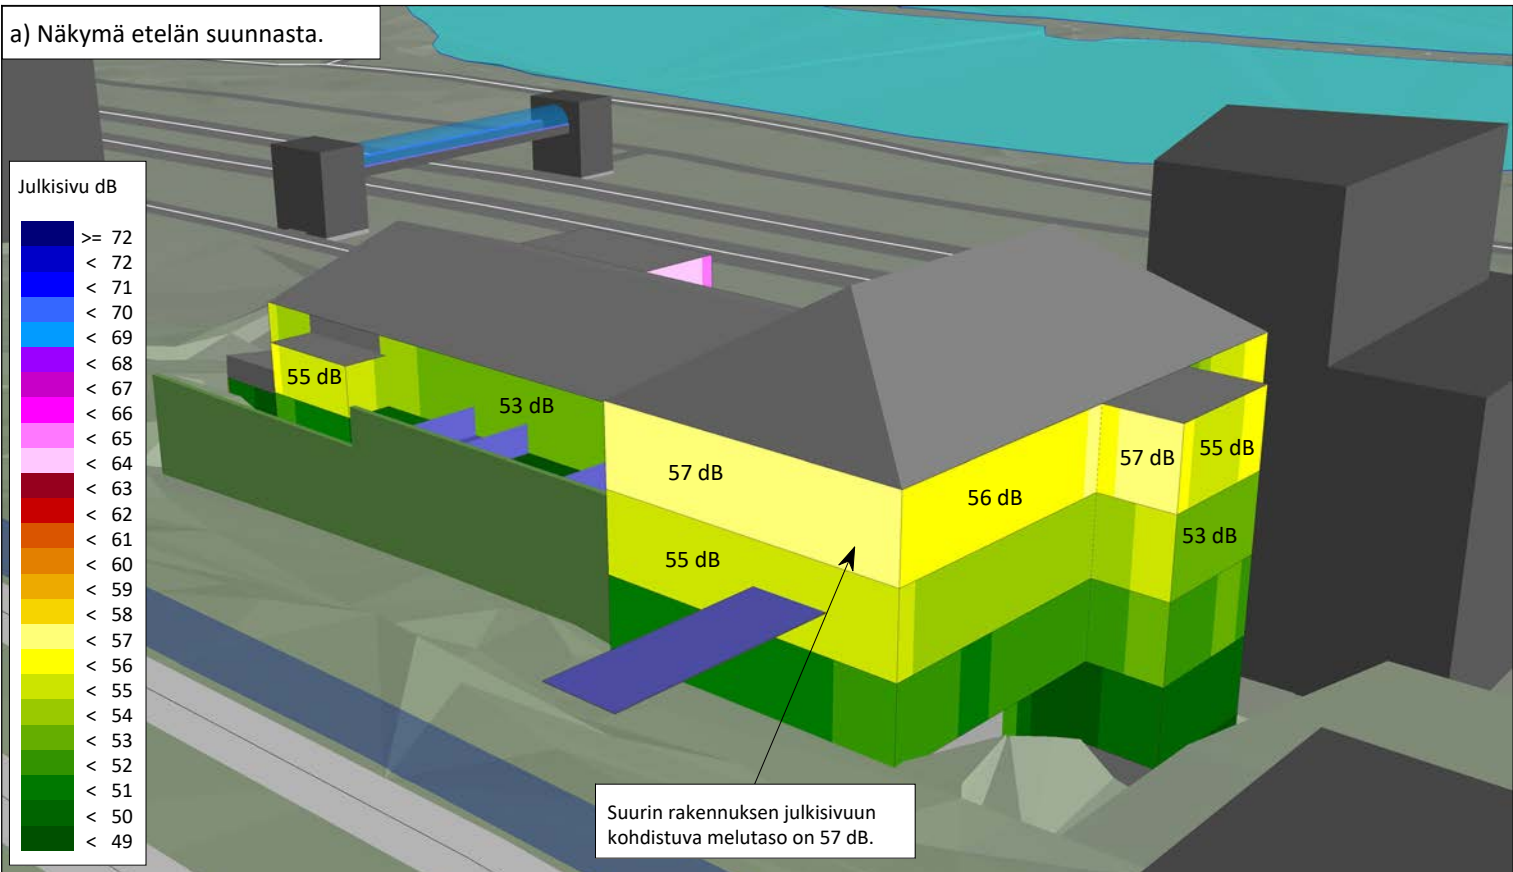 a) Näkymä etelän suunnasta.
Julkisivu dB
>= 72
< 72
< 71
< 70
< 69
< 68
< 67
< 66
< 65
< 64
< 63
< 62
< 61
< 60
< 59
< 58
< 57
< 56
< 55
< 54
< 53
< 52
< 51
< 50
< 49
55 dB
53 dB
57 dB
56 dB
57 dB
55 dB
55 dB
53 dB
Suurin rakennuksen julkisivuun
kohdistuva melutaso on 57 dB.